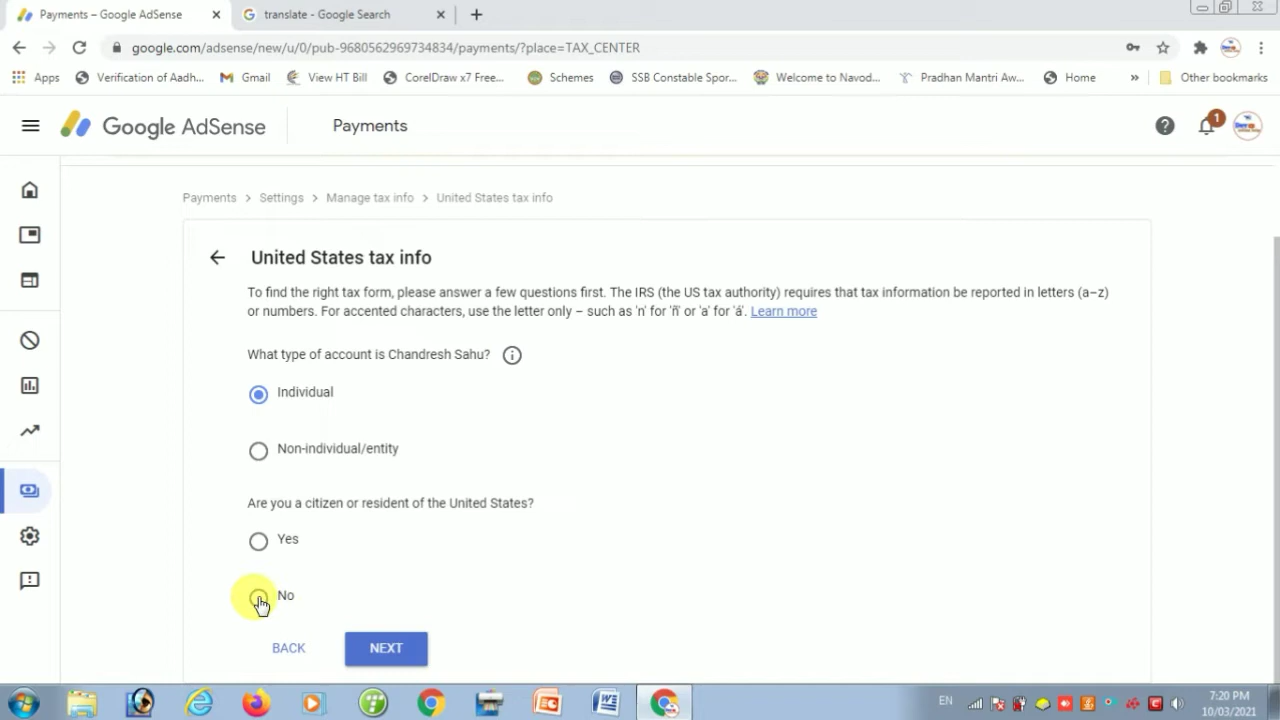 Payments – Google AdSense
translate - Google Search
google.com/adsense/new/u/0/pub-9680562969734834/payments/?place=TAX_CENTER
Apps Verification of Aadh... Gmail View HT Bill CorelDraw x7 Free... Schemes SSB Constable Spor... Welcome to Navod... Pradhan Mantri Aw... Home » Other bookmarks
Google AdSense Payments 1
Payments > Settings > Manage tax info > United States tax info
United States tax info
To find the right tax form, please answer a few questions first. The IRS (the US tax authority) requires that tax information be reported in letters (a–z)
or numbers. For accented characters, use the letter only – such as 'n' for 'ñ' or 'a' for 'á'. Learn more
What type of account is Chandresh Sahu?
Individual
Non-individual/entity
Are you a citizen or resident of the United States?
Yes
No
BACK NEXT
EN 7:20 PM
10/03/2021